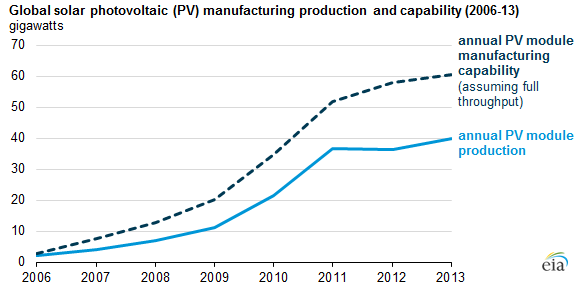 Global solar photovoltaic (PV) manufacturing production and capability (2006-13)
gigawatts
annual PV module
manufacturing
capability
(assuming full
throughput)
annual PV module
production
70
60
50
40
30
20
10
0
2006 2007 2008 2009 2010 2011 2012 2013
eia